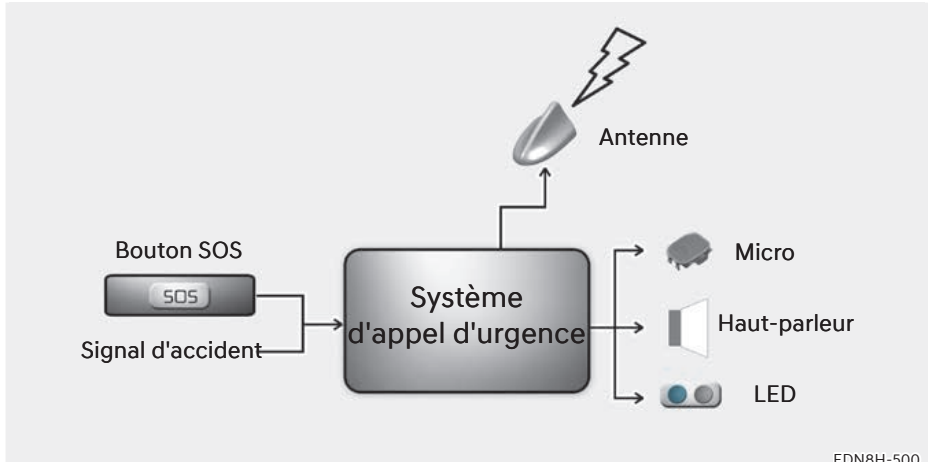 Antenne
Bouton SOS
SOS
Signal d'accident
Système
d'appel d'urgence
Micro
Haut-parleur
LED
EDN8H-500